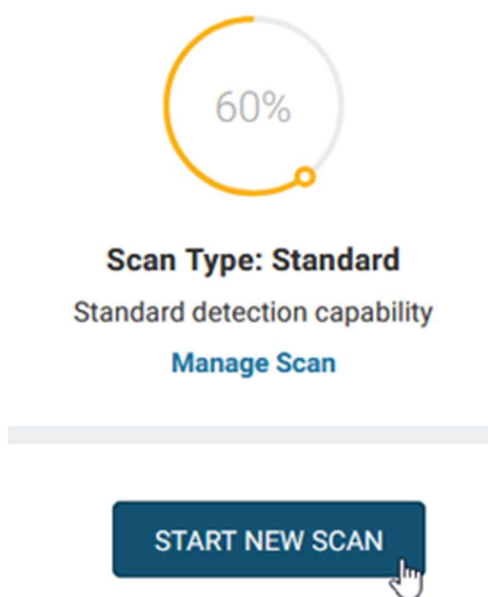 60%
Scan Type: Standard
Standard detection capability
Manage Scan
START NEW SCAN